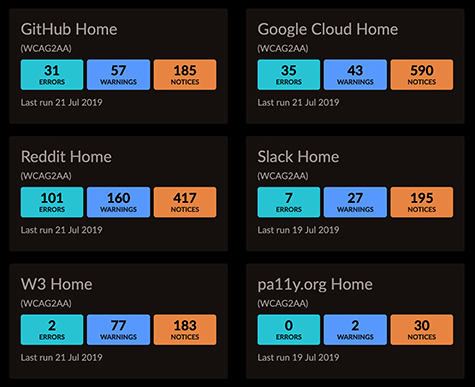 GitHub Home
(WCAG2AA)
31 57 185
ERRORS WARNINGS NOTICES
Last run 21 Jul 2019
Google Cloud Home
(WCAG2AA)
35 43 590
ERRORS WARNINGS NOTICES
Last run 21 Jul 2019
Reddit Home
(WCAG2AA)
101 160 417
ERRORS WARNINGS NOTICES
Last run 21 Jul 2019
Slack Home
(WCAG2AA)
7 27 195
ERRORS WARNINGS NOTICES
Last run 19 Jul 2019
W3 Home
(WCAG2AA)
2 77 183
ERRORS WARNINGS NOTICES
Last run 21 Jul 2019
pa11y.org Home
(WCAG2AA)
0 2 30
ERRORS WARNINGS NOTICES
Last run 19 Jul 2019